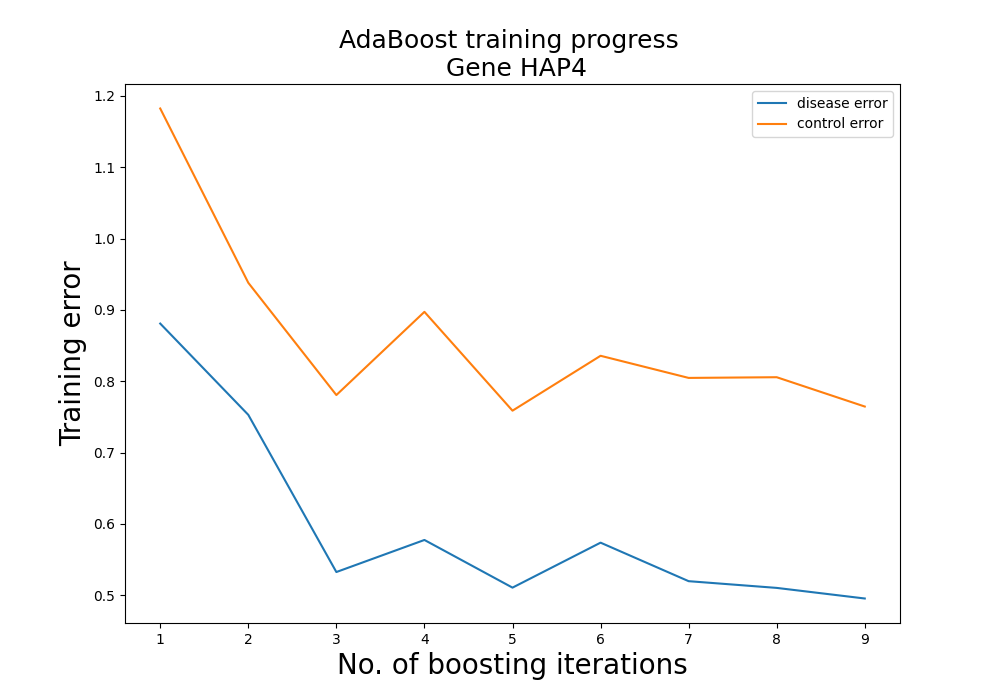 AdaBoost training progress
Gene HAP4
disease error
control error
1.2
1.1
1.0
0.9
0.8
0.7
0.6
0.5
Training error
1 2 3 4 5 6 7 8 9
No. of boosting iterations